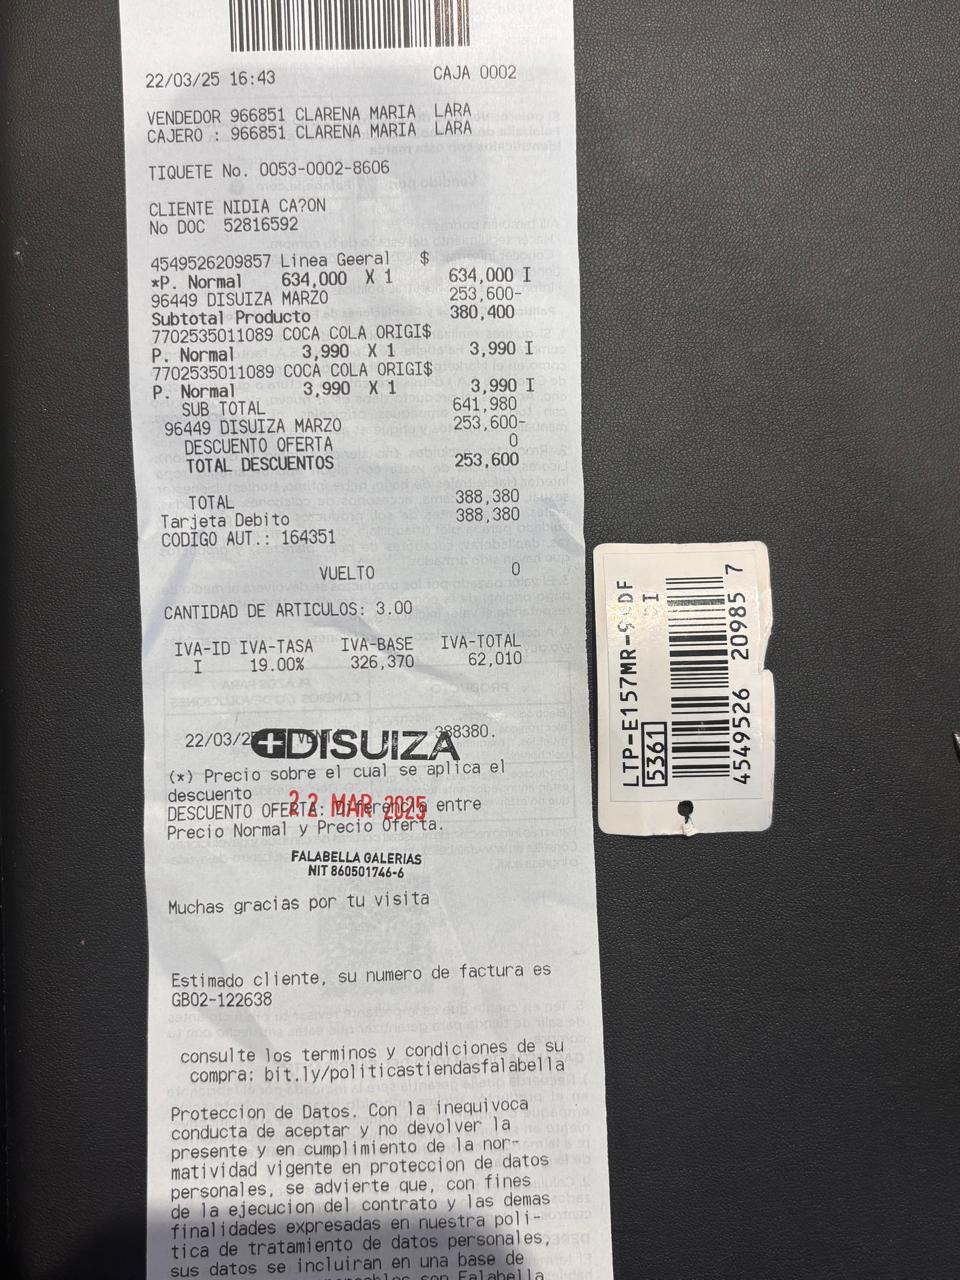 22/03/25 16:43 CAJA 0002
VENDEDOR 966851 CLARENA MARIA LARA
CAJERO : 966851 CLARENA MARIA LARA
TIQUETE No. 0053-0002-8606
CLIENTE NIDIA CA?ON
No DOC 52816592
4549526209857 Linea Geeral $
*P. Normal 634,000 X 1 634,000 I
96449 DISUIZA MARZO 253,600-
Subtotal Producto 380,400
7702535011089 COCA COLA ORIGI$
P. Normal 3,990 X 1 3,990 I
7702535011089 COCA COLA ORIGI$
P. Normal 3,990 X 1 3,990 I
SUB TOTAL 641,980
96449 DISUIZA MARZO 253,600-
DESCUENTO OFERTA 0
TOTAL DESCUENTOS 253,600
TOTAL 388,380
Tarjeta Debito 388,380
CODIGO AUT.: 164351
VUELTO 0
CANTIDAD DE ARTICULOS: 3.00
IVA-ID IVA-TASA IVA-BASE IVA-TOTAL
I 19.00% 326,370 62,010
22/03/25 388380.
DISUIZA
(*) Precio sobre el cual se aplica el
descuento
22 MAR 2025
DESCUENTO OFERTA: Diferencia entre
Precio Normal y Precio Oferta.
FALABELLA GALERIAS
NIT 860501746-6
Muchas gracias por tu visita
Estimado cliente, su numero de factura es
GB02-122638
consulte los terminos y condiciones de su
compra: bit.ly/politicastiendasfalabella
Proteccion de Datos. Con la inequivoca
conducta de aceptar y no devolver la
presente y en cumplimiento de la nor-
matividad vigente en proteccion de datos
personales, se advierte que, con fines
de la ejecucion del contrato y las demas
finalidades expresadas en nuestra poli-
tica de tratamiento de datos personales,
sus datos se incluiran en una base de
son Falabella
LTP-E157MR-9 DF
I
5361
4549526 20985 7